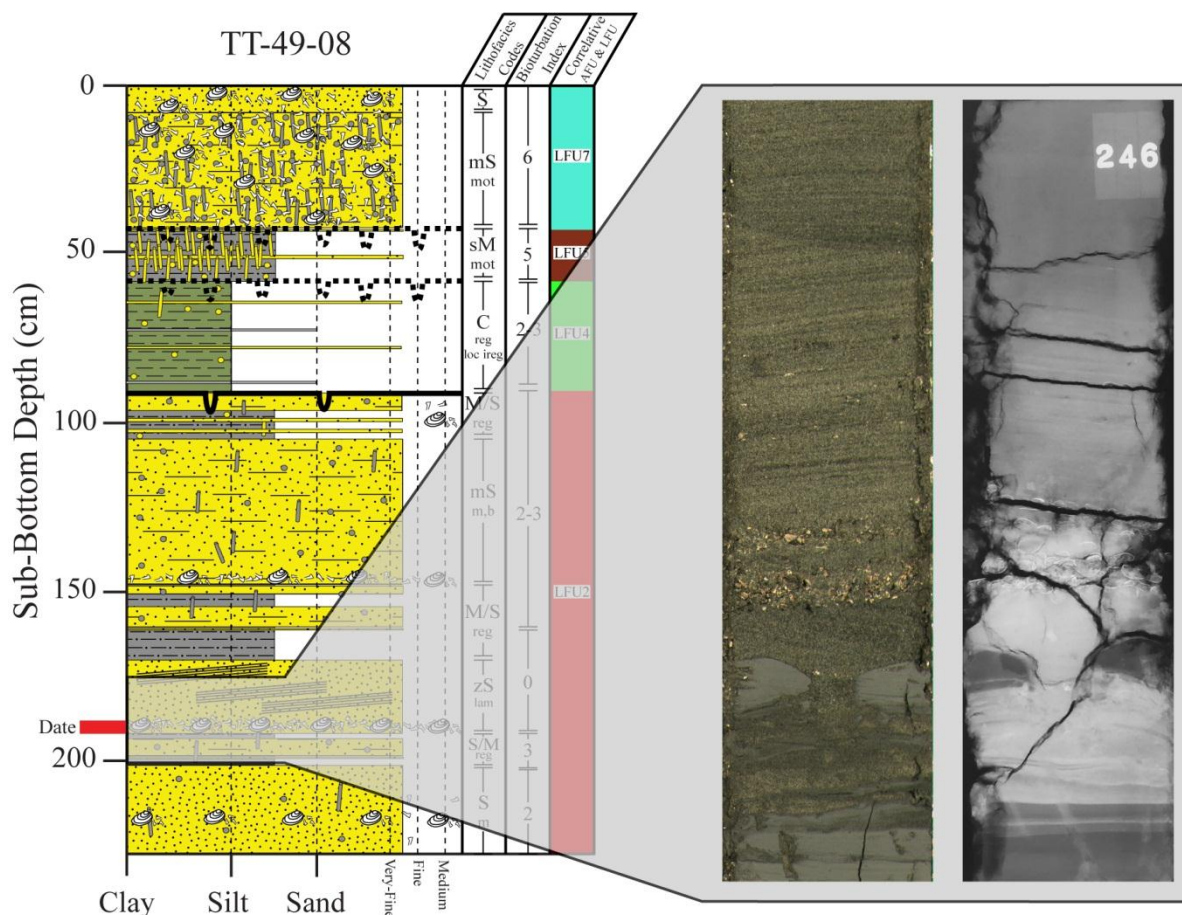 TT-49-08
Lithofacies
Codes
Bioturbation
Index
Correlative
AFU & LFU
0
50
100
150
200
Sub-Bottom Depth (cm)
Date
S
mS
mot
sM
mot
C
reg
loc ireg
M/S
reg
mS
m,b
M/S
reg
zS
lam
S/M
reg
S
m
6
5
2-3
2-3
0
3
2
LFU7
LFU4
LFU2
246
Clay
Silt
Sand
Very-Fine
Fine
Medium